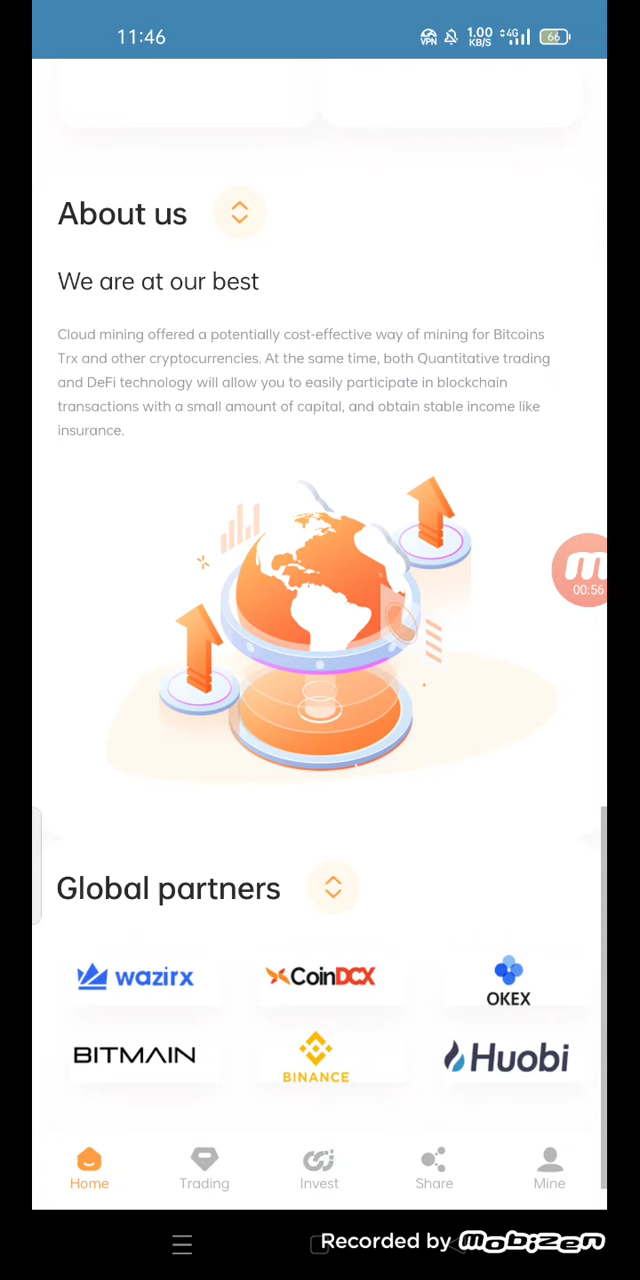 11:46
VPN 1.00 KB/S 4G 66
About us
We are at our best
Cloud mining offered a potentially cost-effective way of mining for Bitcoins
Trx and other cryptocurrencies. At the same time, both Quantitative trading
and DeFi technology will allow you to easily participate in blockchain
transactions with a small amount of capital, and obtain stable income like
insurance.
00:56
Global partners
wazirx CoinDCX OKEX
BITMAIN BINANCE Huobi
Home Trading Invest Share Mine
Recorded by mobizen